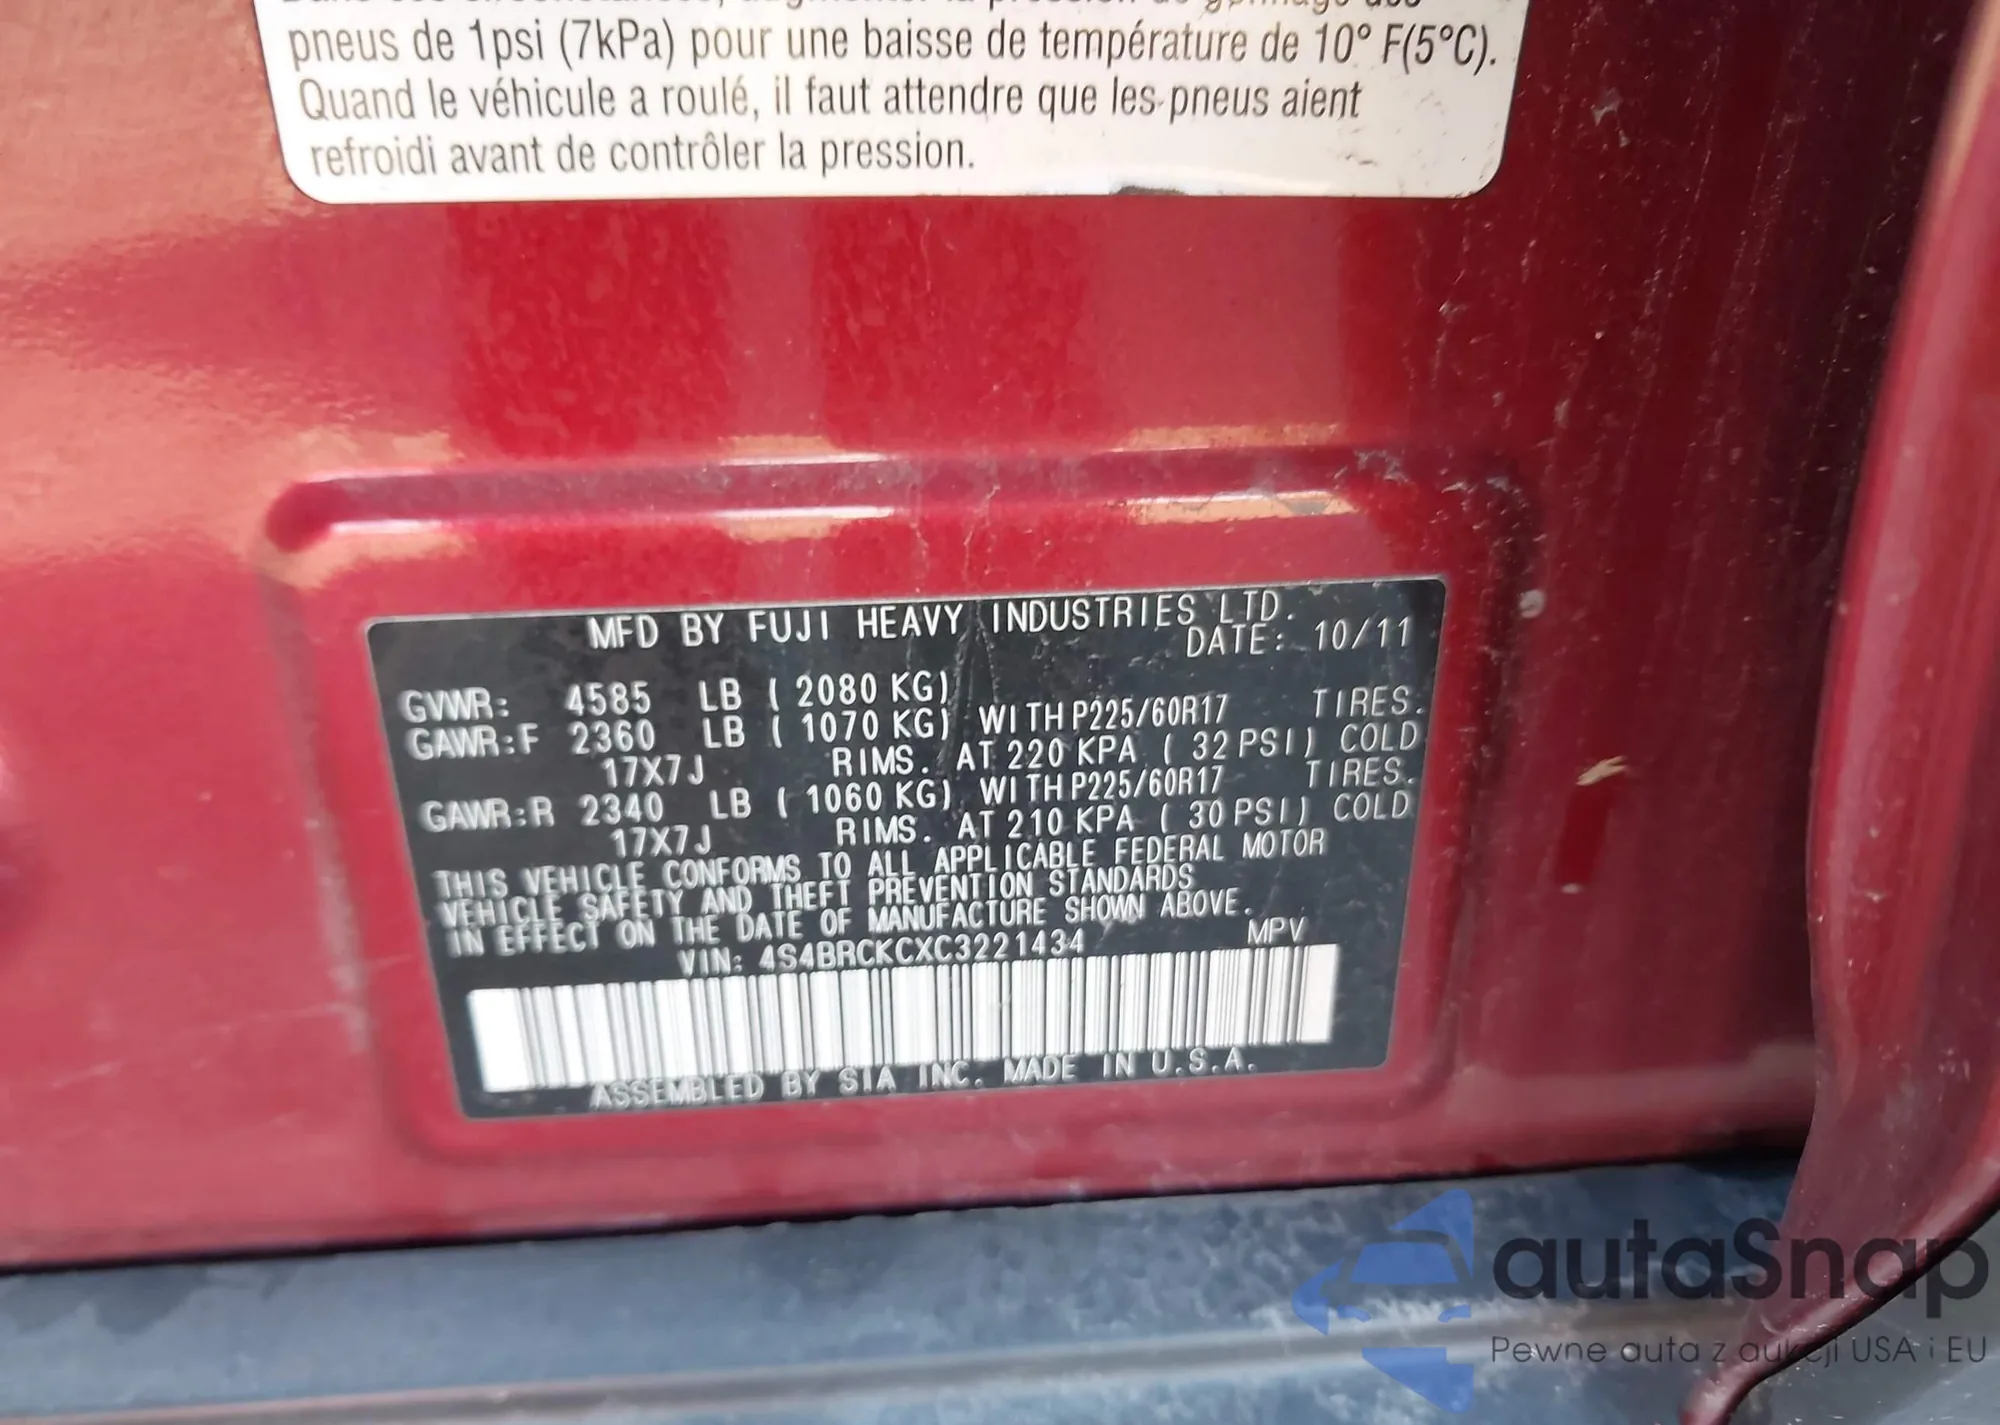 pneus de 1psi (7kPa) pour une baisse de température de 10° F(5°C).
Quand le véhicule a roulé, il faut attendre que les pneus aient
refroidi avant de contrôler la pression.
MFD BY FUJI HEAVY INDUSTRIES LTD.
DATE: 10/11
GVWR: 4585 LB ( 2080 KG)
GAWR:F 2360 LB ( 1070 KG) WITH P225/60R17 TIRES.
17X7J RIMS. AT 220 KPA ( 32 PSI) COLD
GAWR:R 2340 LB ( 1060 KG) WITH P225/60R17 TIRES.
17X7J RIMS. AT 210 KPA ( 30 PSI) COLD
THIS VEHICLE CONFORMS TO ALL APPLICABLE FEDERAL MOTOR
VEHICLE SAFETY AND THEFT PREVENTION STANDARDS
IN EFFECT ON THE DATE OF MANUFACTURE SHOWN ABOVE.
VIN: 4S4BRCKCXC3221434 MPV
ASSEMBLED BY SIA INC. MADE IN U.S.A.
autaSnap
Pewne auta z aukcji USA i EU